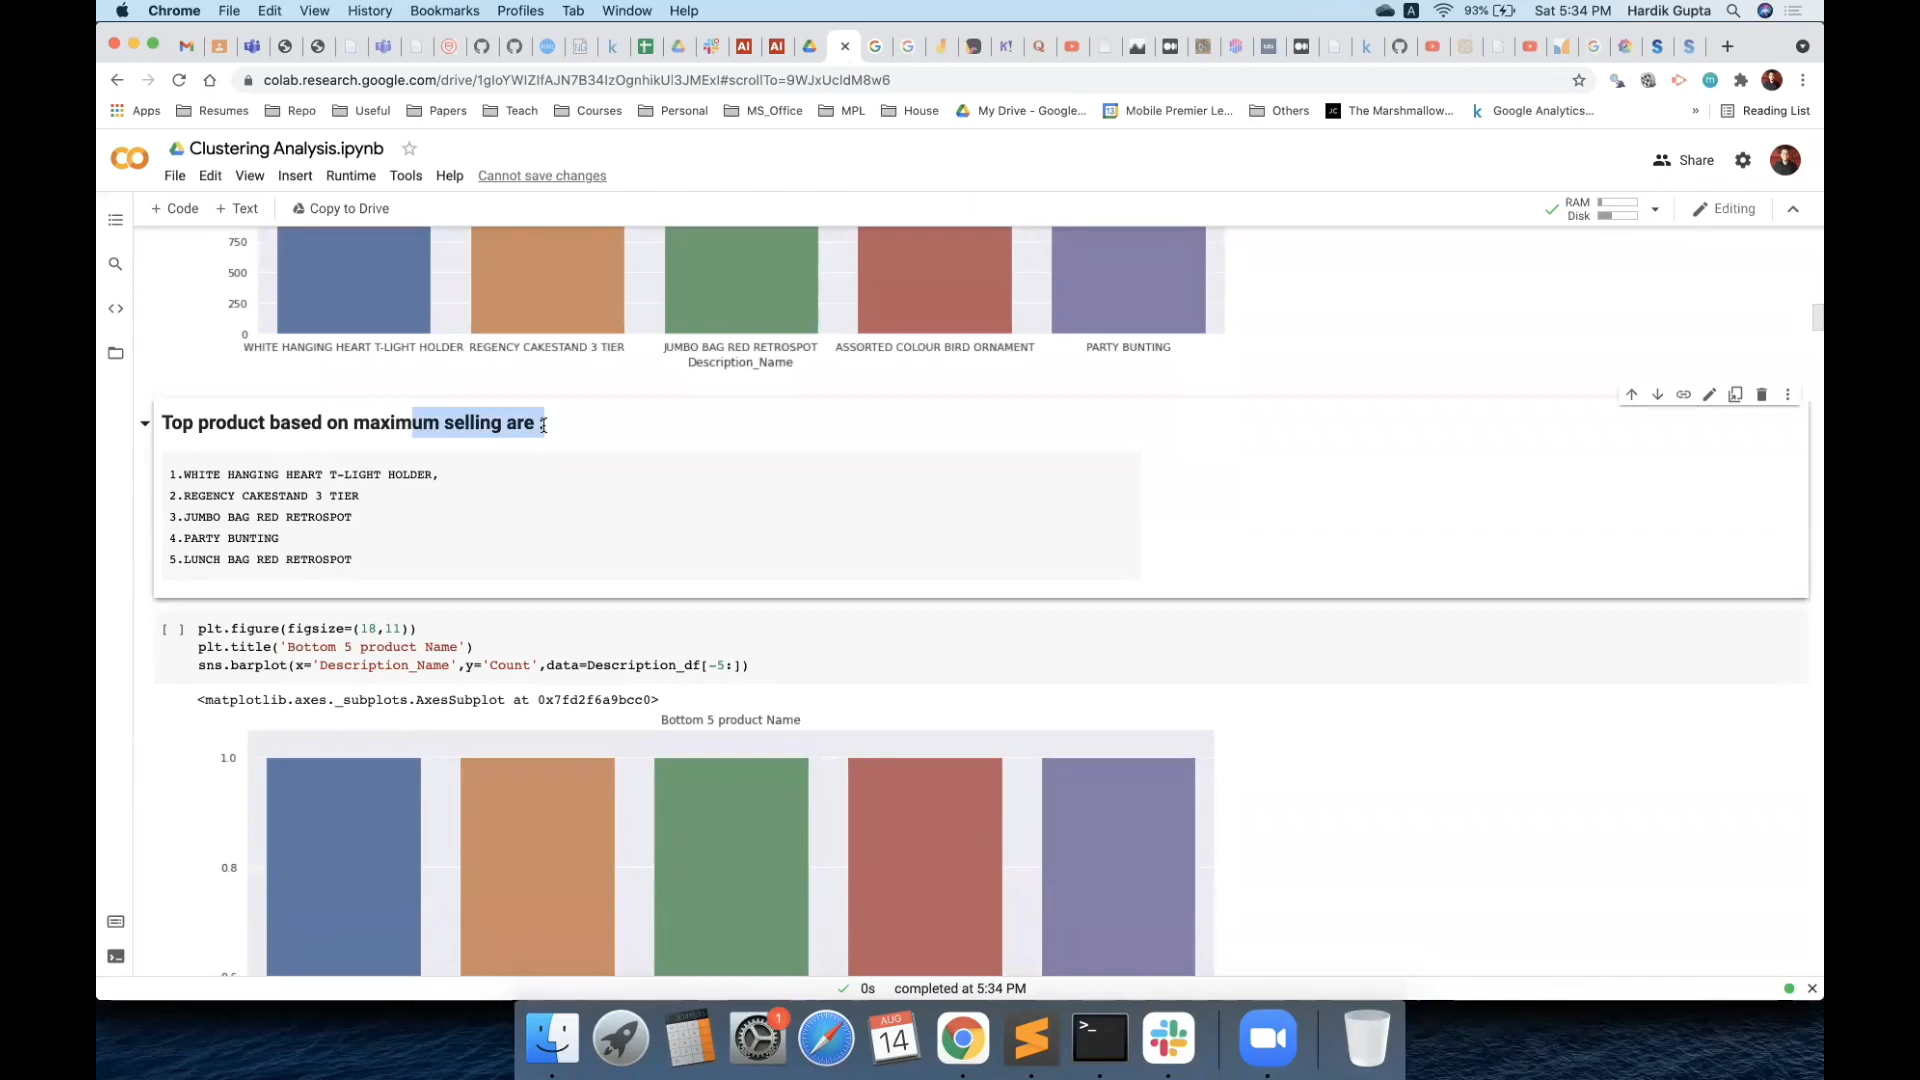 Chrome File Edit View History Bookmarks Profiles Tab Window Help
A 93% Sat 5:34 PM Hardik Gupta
Apps Resumes Repo Useful Papers Teach Courses Personal MS_Office MPL House My Drive - Google... Mobile Premier Le... Others The Marshmallow... Google Analytics... » Reading List
Clustering Analysis.ipynb
Share
File Edit View Insert Runtime Tools Help Cannot save changes
+ Code + Text Copy to Drive
RAM
Disk
Editing
750
500
250
0
WHITE HANGING HEART T-LIGHT HOLDER REGENCY CAKESTAND 3 TIER JUMBO BAG RED RETROSPOT ASSORTED COLOUR BIRD ORNAMENT PARTY BUNTING
Description_Name
Top product based on maximum selling are :
1.WHITE HANGING HEART T-LIGHT HOLDER,
2.REGENCY CAKESTAND 3 TIER
3.JUMBO BAG RED RETROSPOT
4.PARTY BUNTING
5.LUNCH BAG RED RETROSPOT
[ ] plt.figure(figsize=(18,11))
plt.title('Bottom 5 product Name')
sns.barplot(x='Description_Name',y='Count',data=Description_df[-5:])
<matplotlib.axes._subplots.AxesSubplot at 0x7fd2f6a9bcc0>
Bottom 5 product Name
1.0
0.8
0s completed at 5:34 PM
1
AUG
14